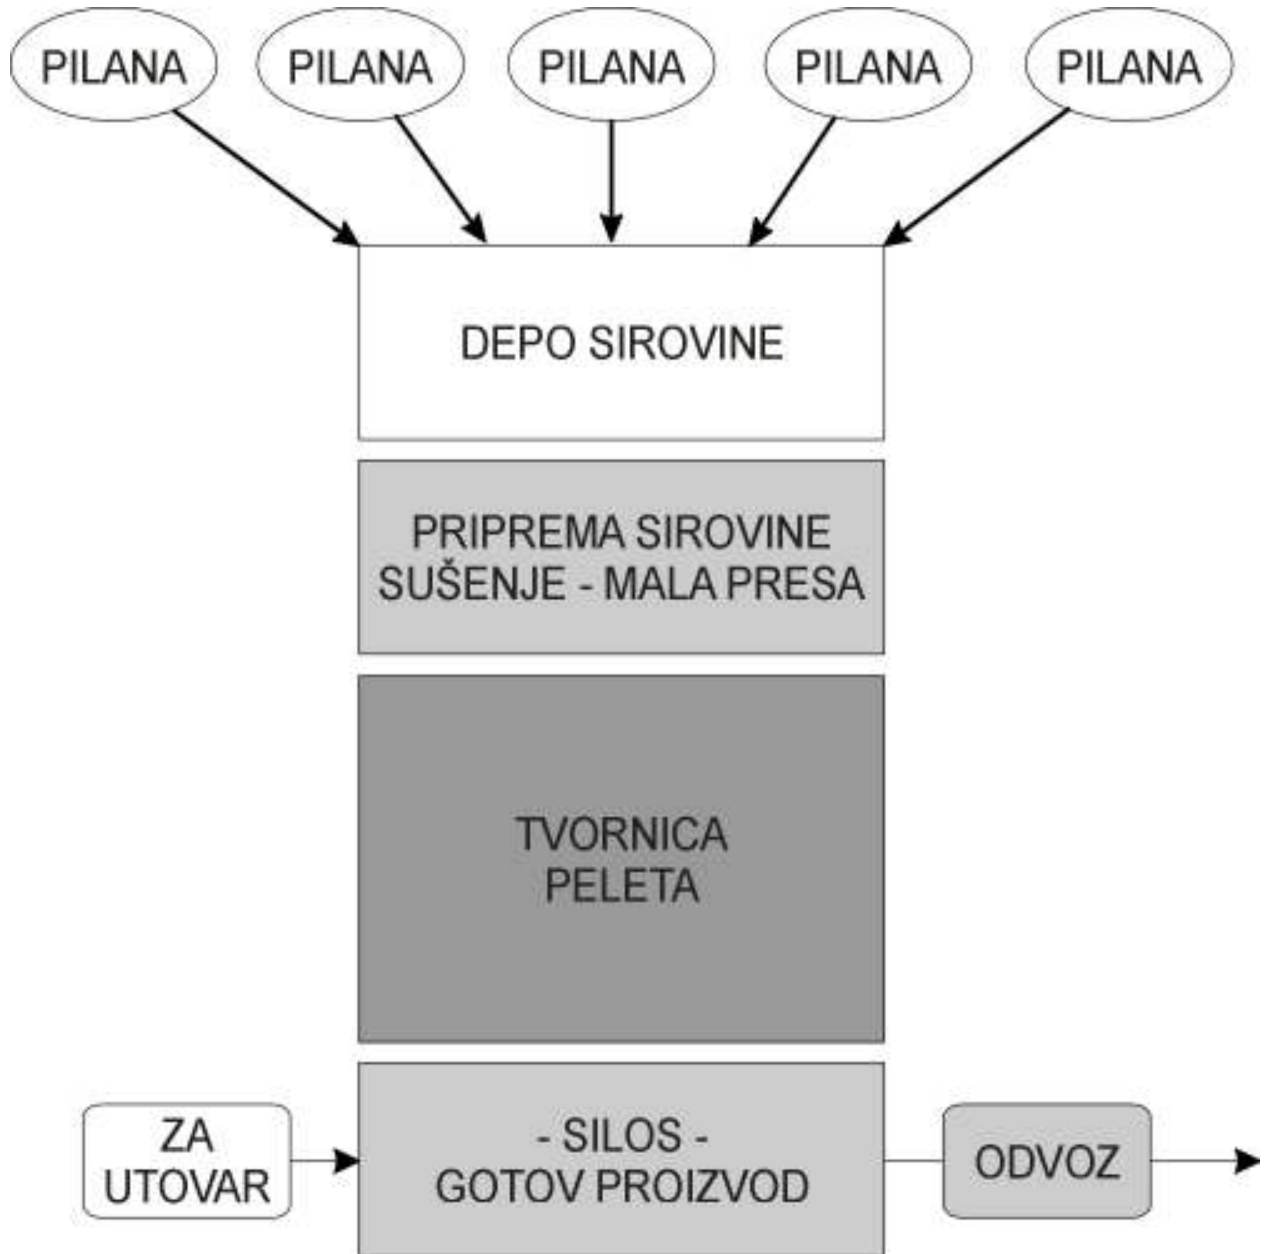 PILANA
PILANA
PILANA
PILANA
PILANA
DEPO SIROVINE
PRIPREMA SIROVINE
SUŠENJE - MALA PRESA
TVORNICA
PELETA
ZA
UTOVAR
- SILOS -
GOTOV PROIZVOD
ODVOZ